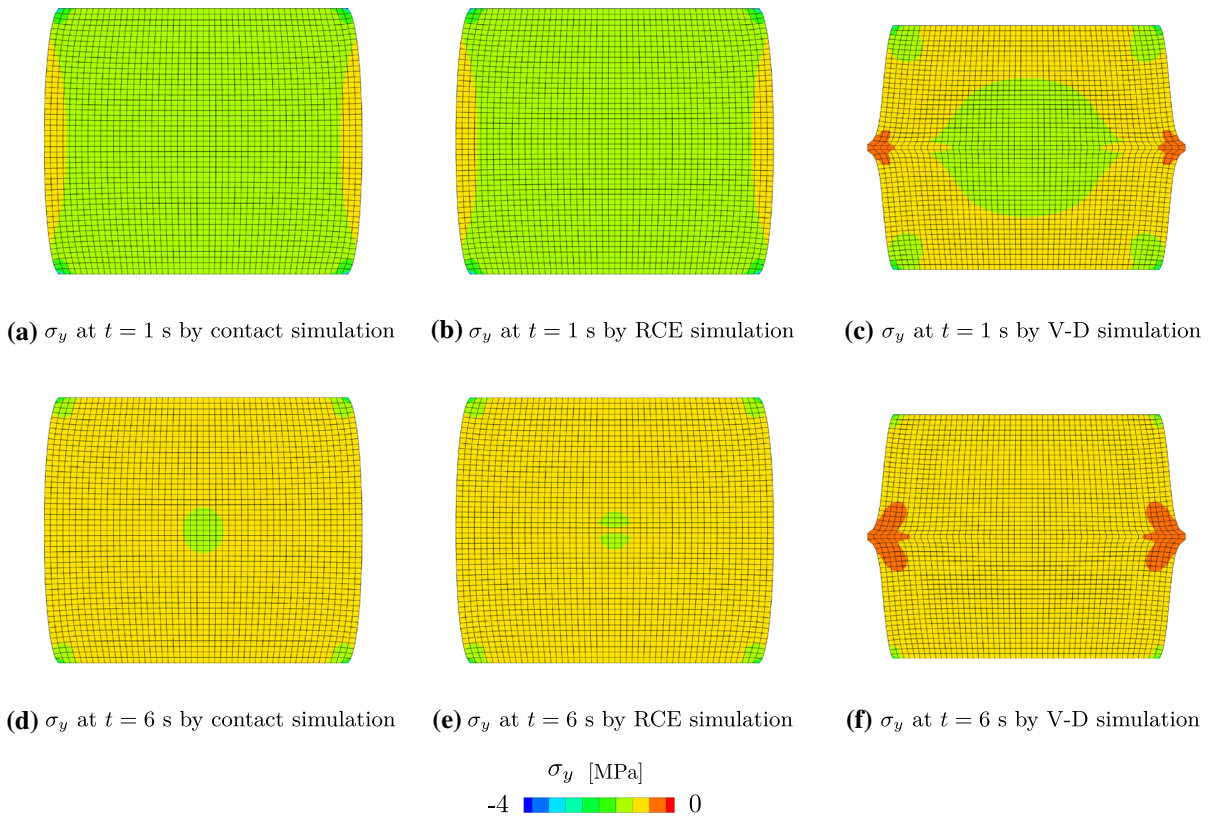 (a) σy at t = 1 s by contact simulation
(b) σy at t = 1 s by RCE simulation
(c) σy at t = 1 s by V-D simulation
(d) σy at t = 6 s by contact simulation
(e) σy at t = 6 s by RCE simulation
(f) σy at t = 6 s by V-D simulation
σy [MPa]
-4 0